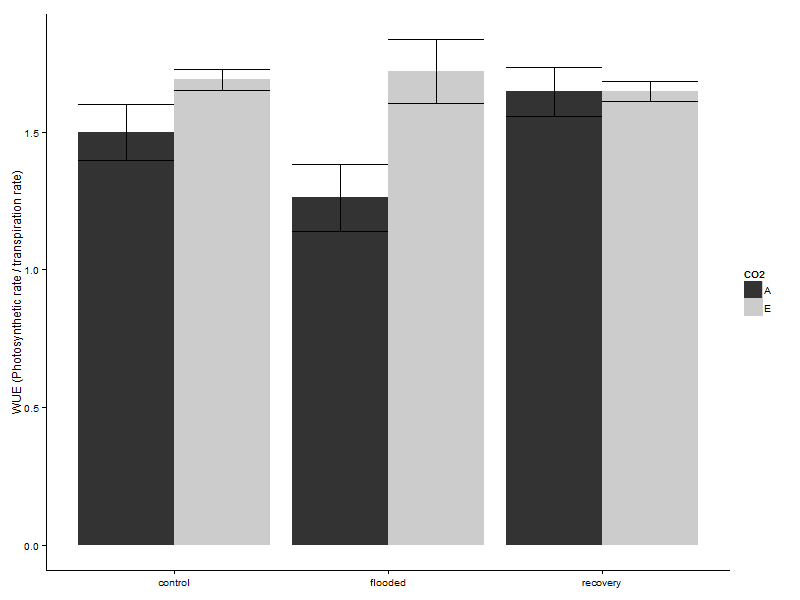 WUE (Photosynthetic rate / transpiration rate)
1.5
1.0
0.5
0.0
control
flooded
recovery
CO2
A
E